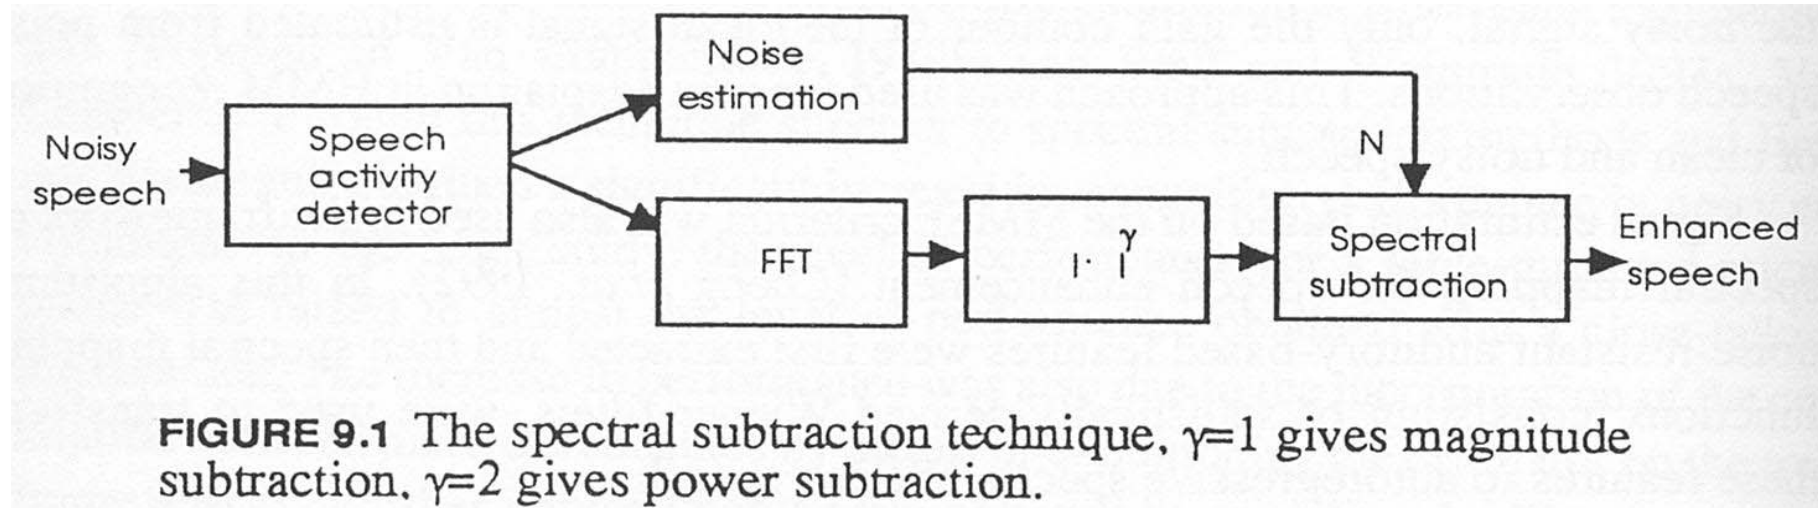 Noisy
speech
Speech
activity
detector
Noise
estimation
FFT
|·|γ
N
Spectral
subtraction
Enhanced
speech
FIGURE 9.1 The spectral subtraction technique, γ=1 gives magnitude
subtraction. γ=2 gives power subtraction.